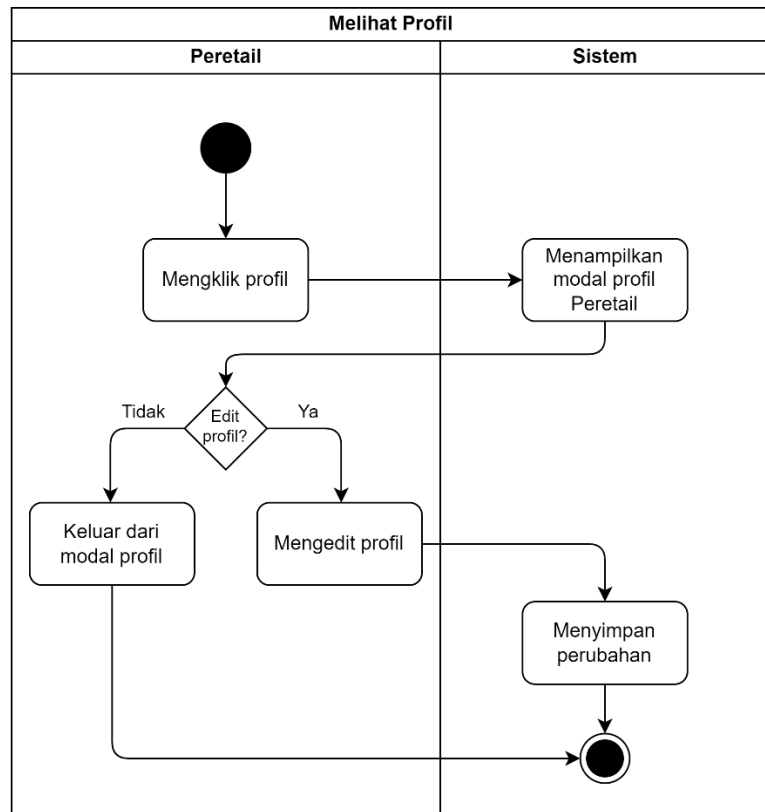 Melihat Profil
Peretail
Sistem
Mengklik profil
Menampilkan
modal profil
Peretail
Tidak
Edit
profil?
Ya
Keluar dari
modal profil
Mengedit profil
Menyimpan
perubahan